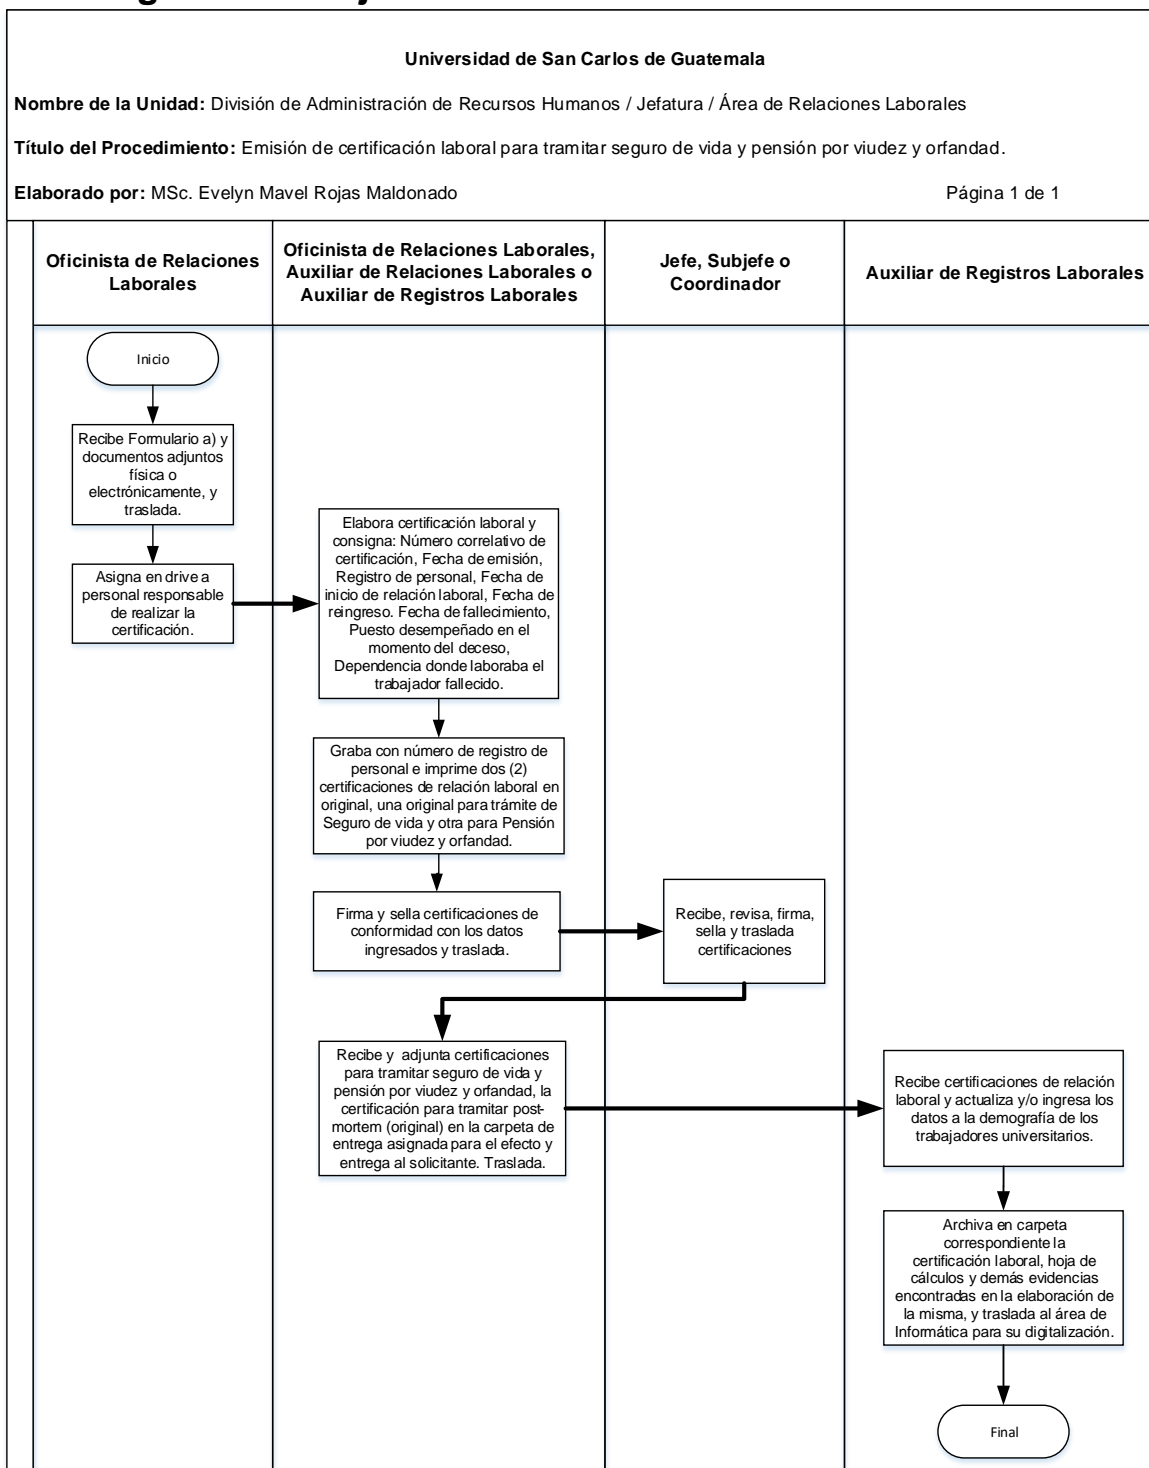 Universidad de San Carlos de Guatemala
Nombre de la Unidad: División de Administración de Recursos Humanos / Jefatura / Área de Relaciones Laborales
Título del Procedimiento: Emisión de certificación laboral para tramitar seguro de vida y pensión por viudez y orfandad.
Elaborado por: MSc. Evelyn Mavel Rojas Maldonado
Página 1 de 1
Oficinista de Relaciones
Laborales
Oficinista de Relaciones Laborales,
Auxiliar de Relaciones Laborales o
Auxiliar de Registros Laborales
Jefe, Subjefe o
Coordinador
Auxiliar de Registros Laborales
Inicio
Recibe Formulario a) y
documentos adjuntos
física o
electrónicamente, y
traslada.
Asigna en drive a
personal responsable
de realizar la
certificación.
Elabora certificación laboral y
consigna: Número correlativo de
certificación, Fecha de emisión,
Registro de personal, Fecha de
inicio de relación laboral, Fecha de
reingreso. Fecha de fallecimiento,
Puesto desempeñado en el
momento del deceso,
Dependencia donde laboraba el
trabajador fallecido.
Graba con número de registro de
personal e imprime dos (2)
certificaciones de relación laboral en
original, una original para trámite de
Seguro de vida y otra para Pensión
por viudez y orfandad.
Firma y sella certificaciones de
conformidad con los datos
ingresados y traslada.
Recibe, revisa, firma,
sella y traslada
certificaciones
Recibe y adjunta certificaciones
para tramitar seguro de vida y
pensión por viudez y orfandad, la
certificación para tramitar post-
mortem (original) en la carpeta de
entrega asignada para el efecto y
entrega al solicitante. Traslada.
Recibe certificaciones de relación
laboral y actualiza y/o ingresa los
datos a la demografía de los
trabajadores universitarios.
Archiva en carpeta
correspondiente la
certificación laboral, hoja de
cálculos y demás evidencias
encontradas en la elaboración de
la misma, y traslada al área de
Informática para su digitalización.
Final